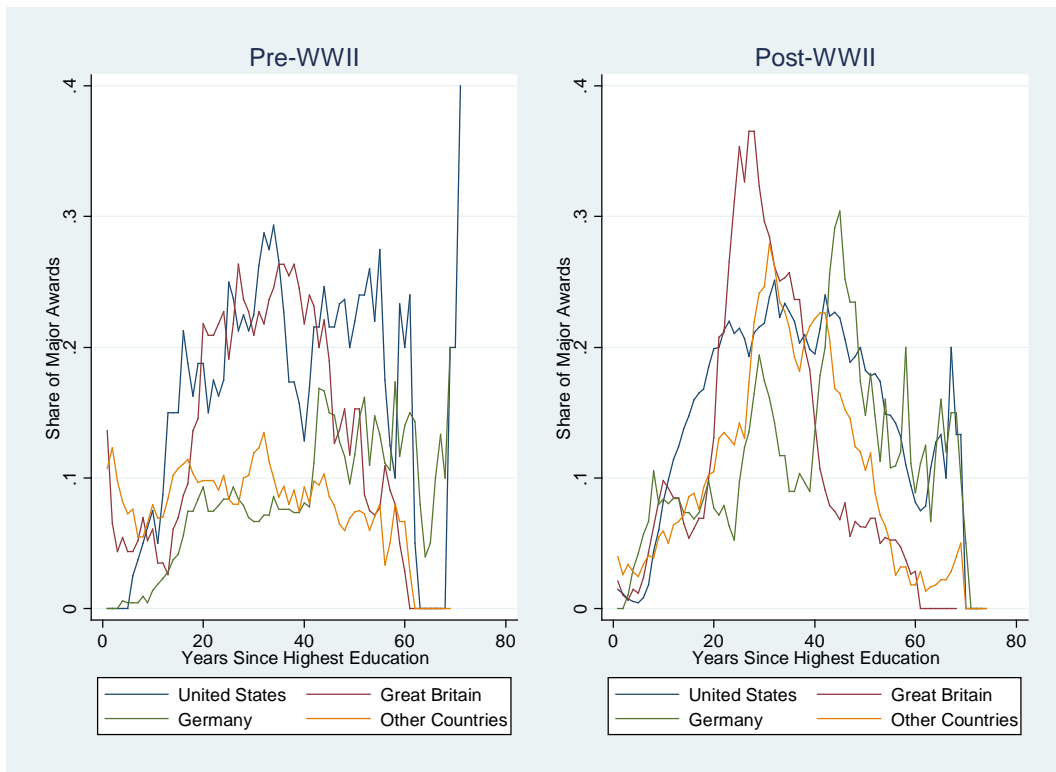 Pre-WWII
Share of Major Awards
.4
.3
.2
.1
0
0 20 40 60 80
Years Since Highest Education
United States Great Britain
Germany Other Countries
Post-WWII
Share of Major Awards
.4
.3
.2
.1
0
0 20 40 60 80
Years Since Highest Education
United States Great Britain
Germany Other Countries